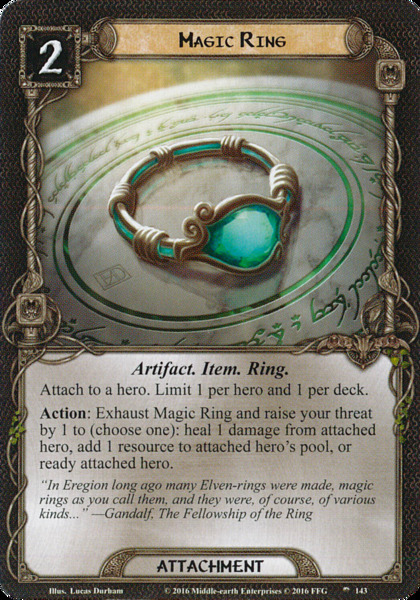 2
MAGIC RING
Artifact. Item. Ring.
Attach to a hero. Limit 1 per hero and 1 per deck.
Action: Exhaust Magic Ring and raise your threat
by 1 to (choose one): heal 1 damage from attached
hero, add 1 resource to attached hero's pool, or
ready attached hero.
"In Eregion long ago many Elven-rings were made, magic
rings as you call them, and they were, of course, of various
kinds..." —Gandalf, The Fellowship of the Ring
ATTACHMENT
Illus. Lucas Durham © 2016 Middle-earth Enterprises © 2016 FFG 143